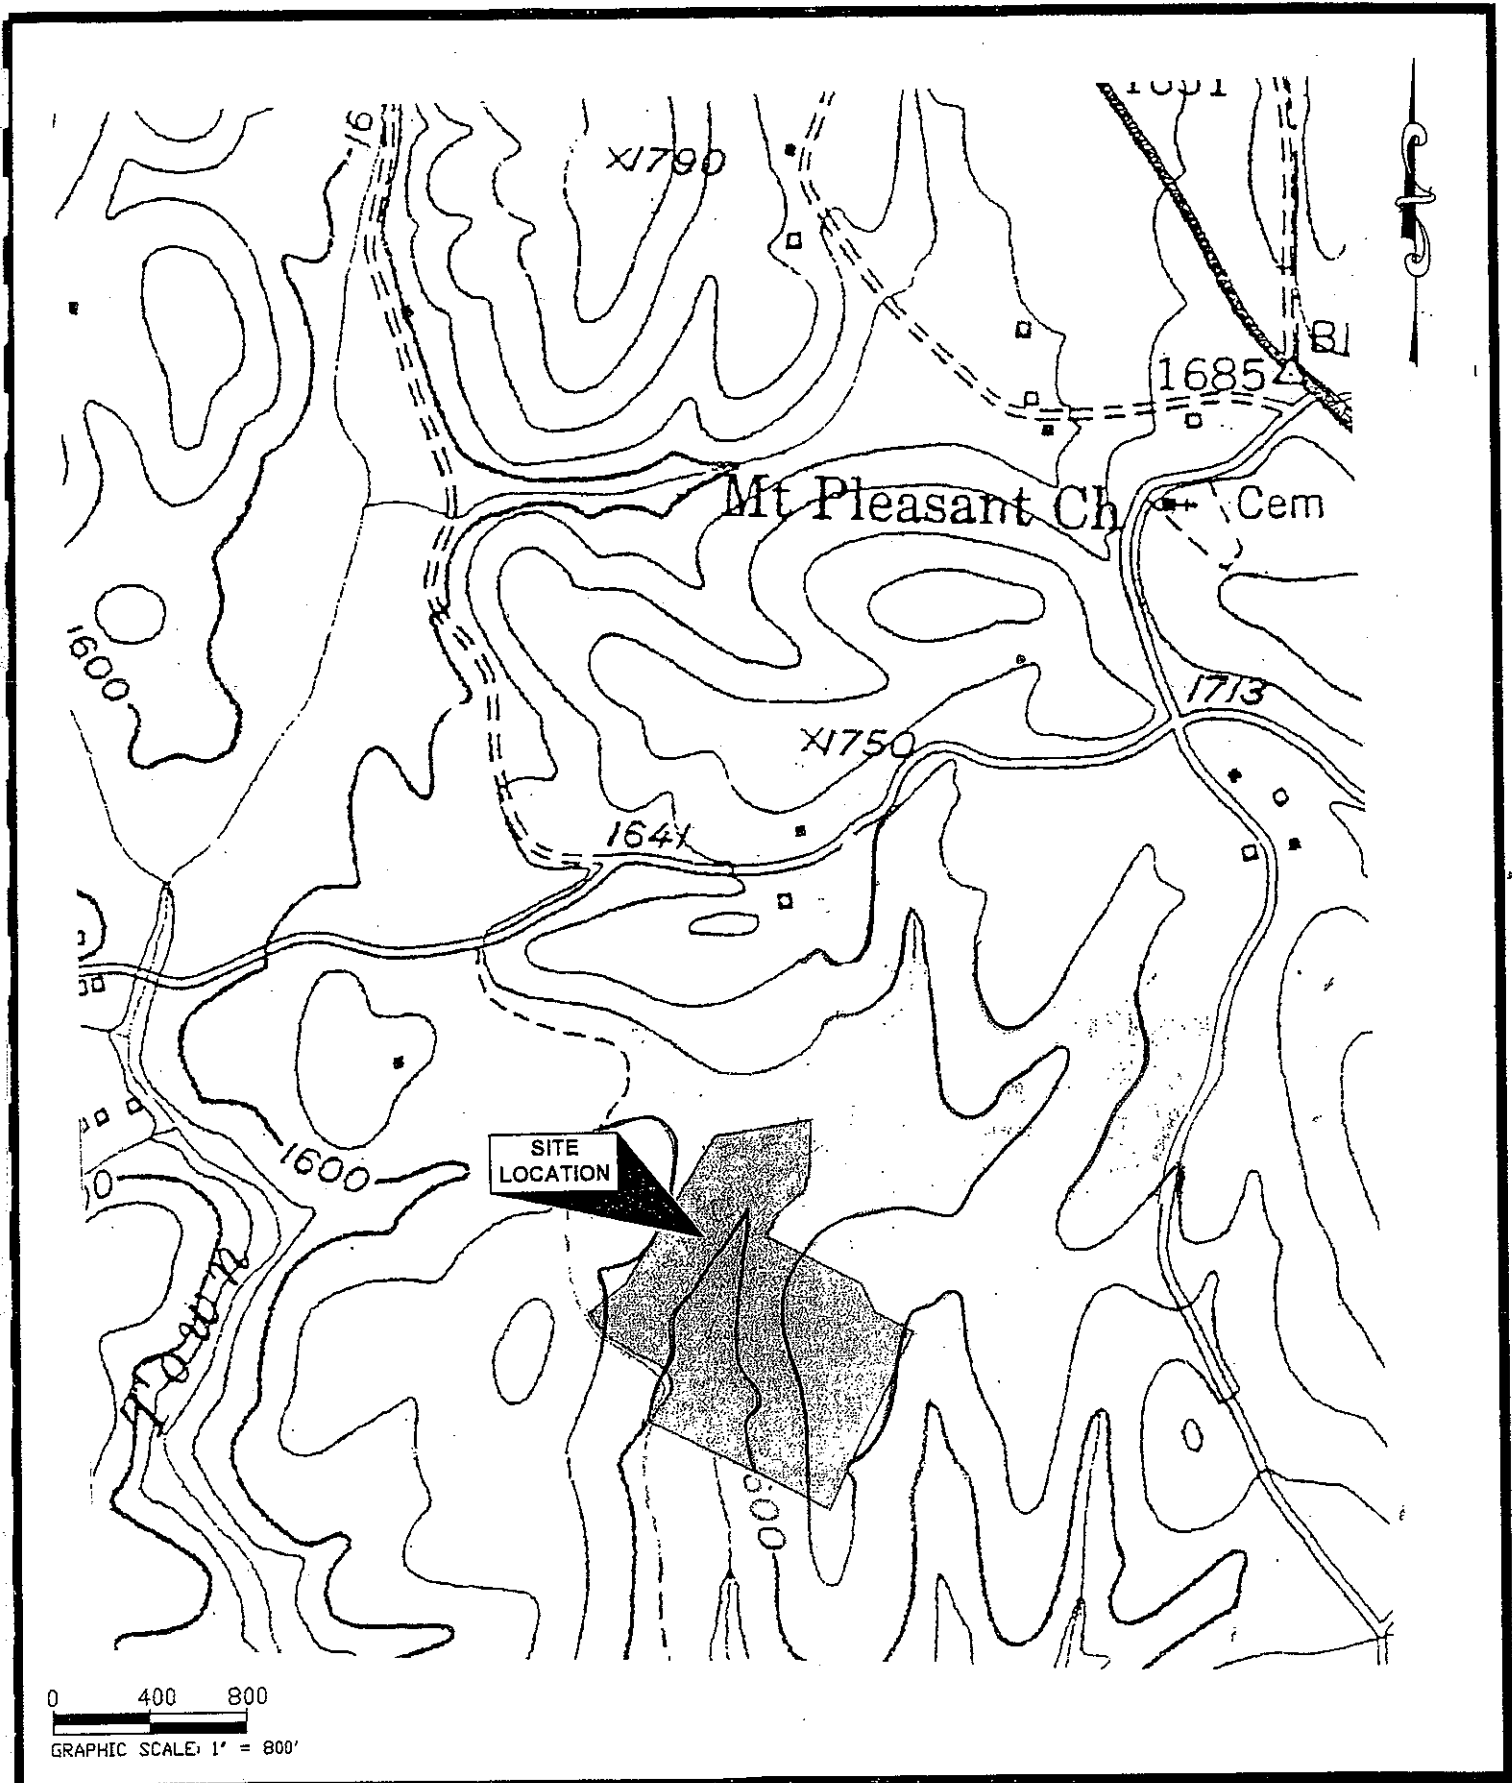 16
X1790
1685
Mt Pleasant Ch
Cem
1600
1713
X1750
1641
SITE
LOCATION
1600
0 400 800
GRAPHIC SCALE: 1" = 800'